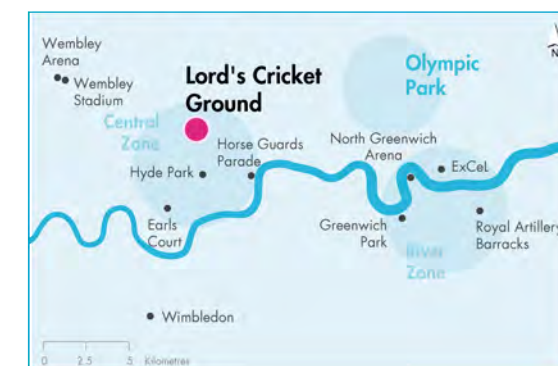 Wembley
Arena
Wembley
Stadium
Lord's Cricket
Ground
Olympic
Park
N
Central
Zone
Horse Guards
Parade
North Greenwich
Arena
ExCeL
Hyde Park
Earls
Court
Greenwich
Park
Royal Artillery
Barracks
River
Zone
Wimbledon
0 2.5 5 Kilometres